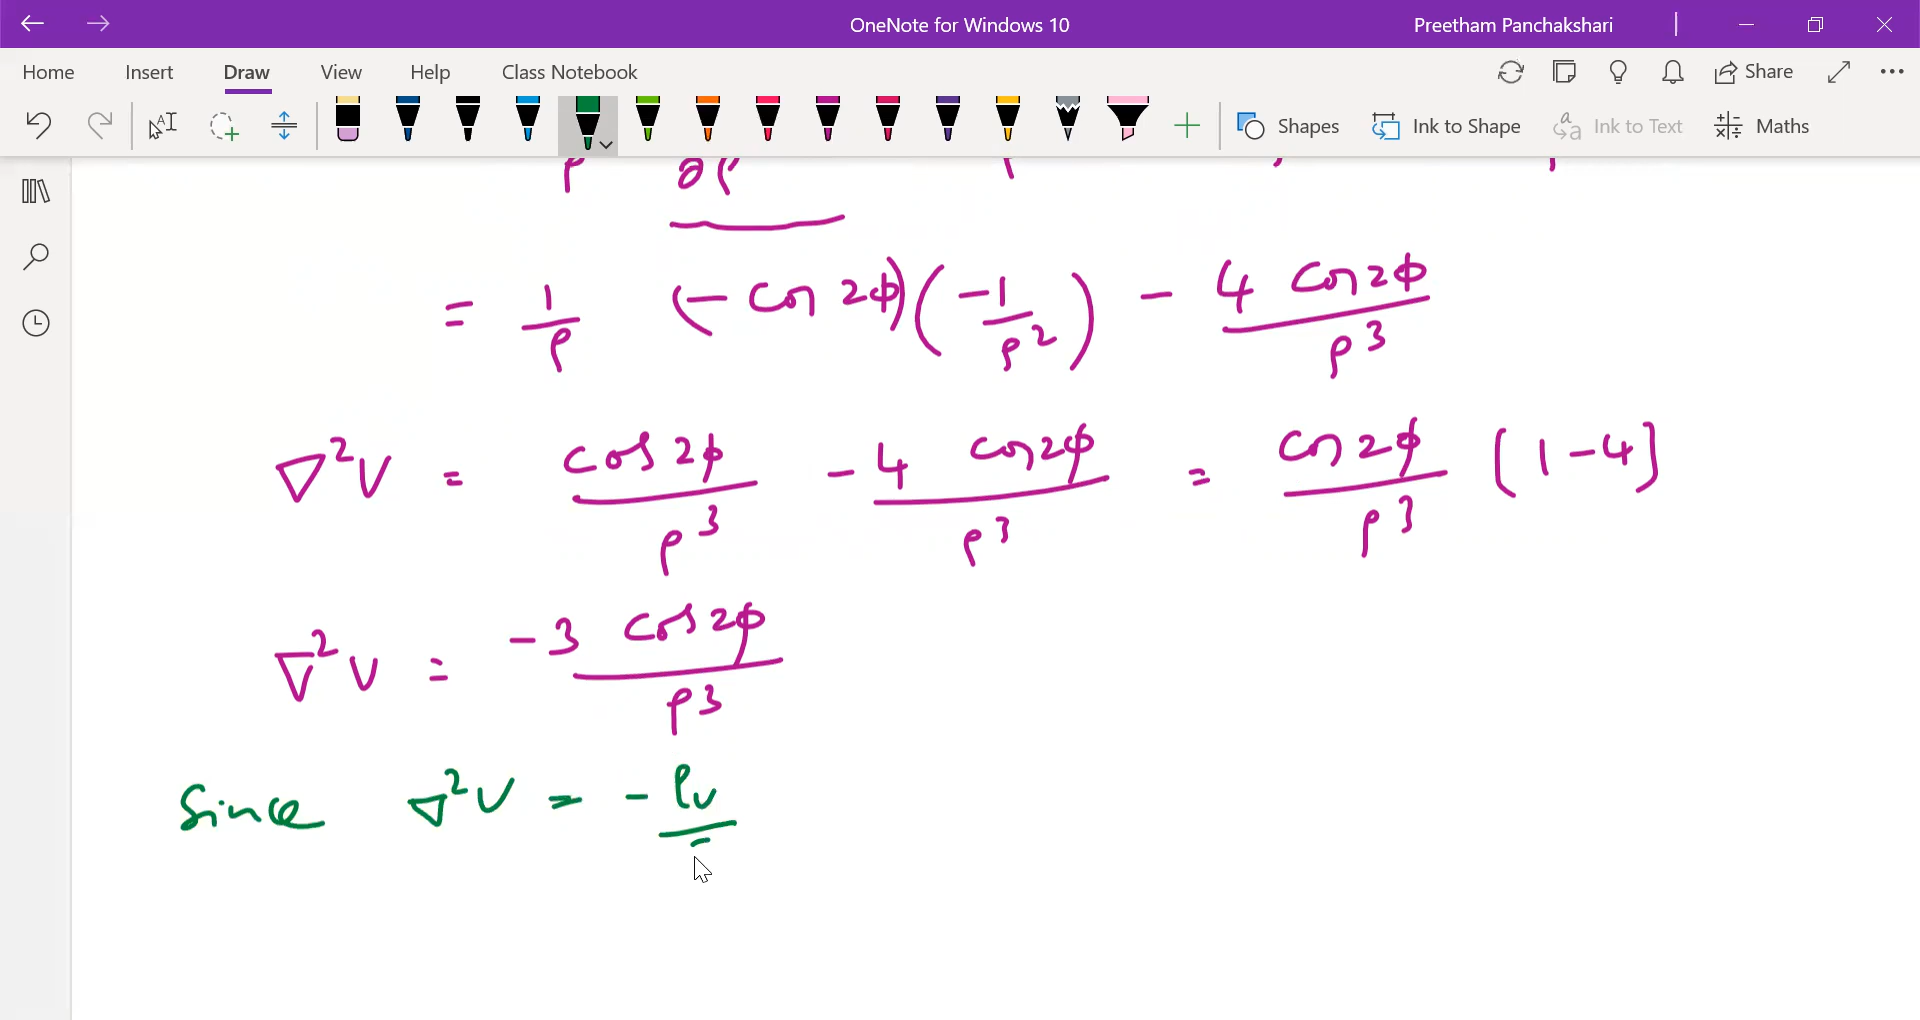 OneNote for Windows 10
Preetham Panchakshari
Home Insert Draw View Help Class Notebook Share
Shapes Ink to Shape Ink to Text Maths
= 1/ρ (- cos 2φ) (-1/ρ²) - 4 cos 2φ/ρ³
∇²V = cos 2φ/ρ³ - 4 cos 2φ/ρ³ = cos 2φ/ρ³ [1-4]
∇²V = -3 cos 2φ/ρ³
Since ∇²V = - ρv